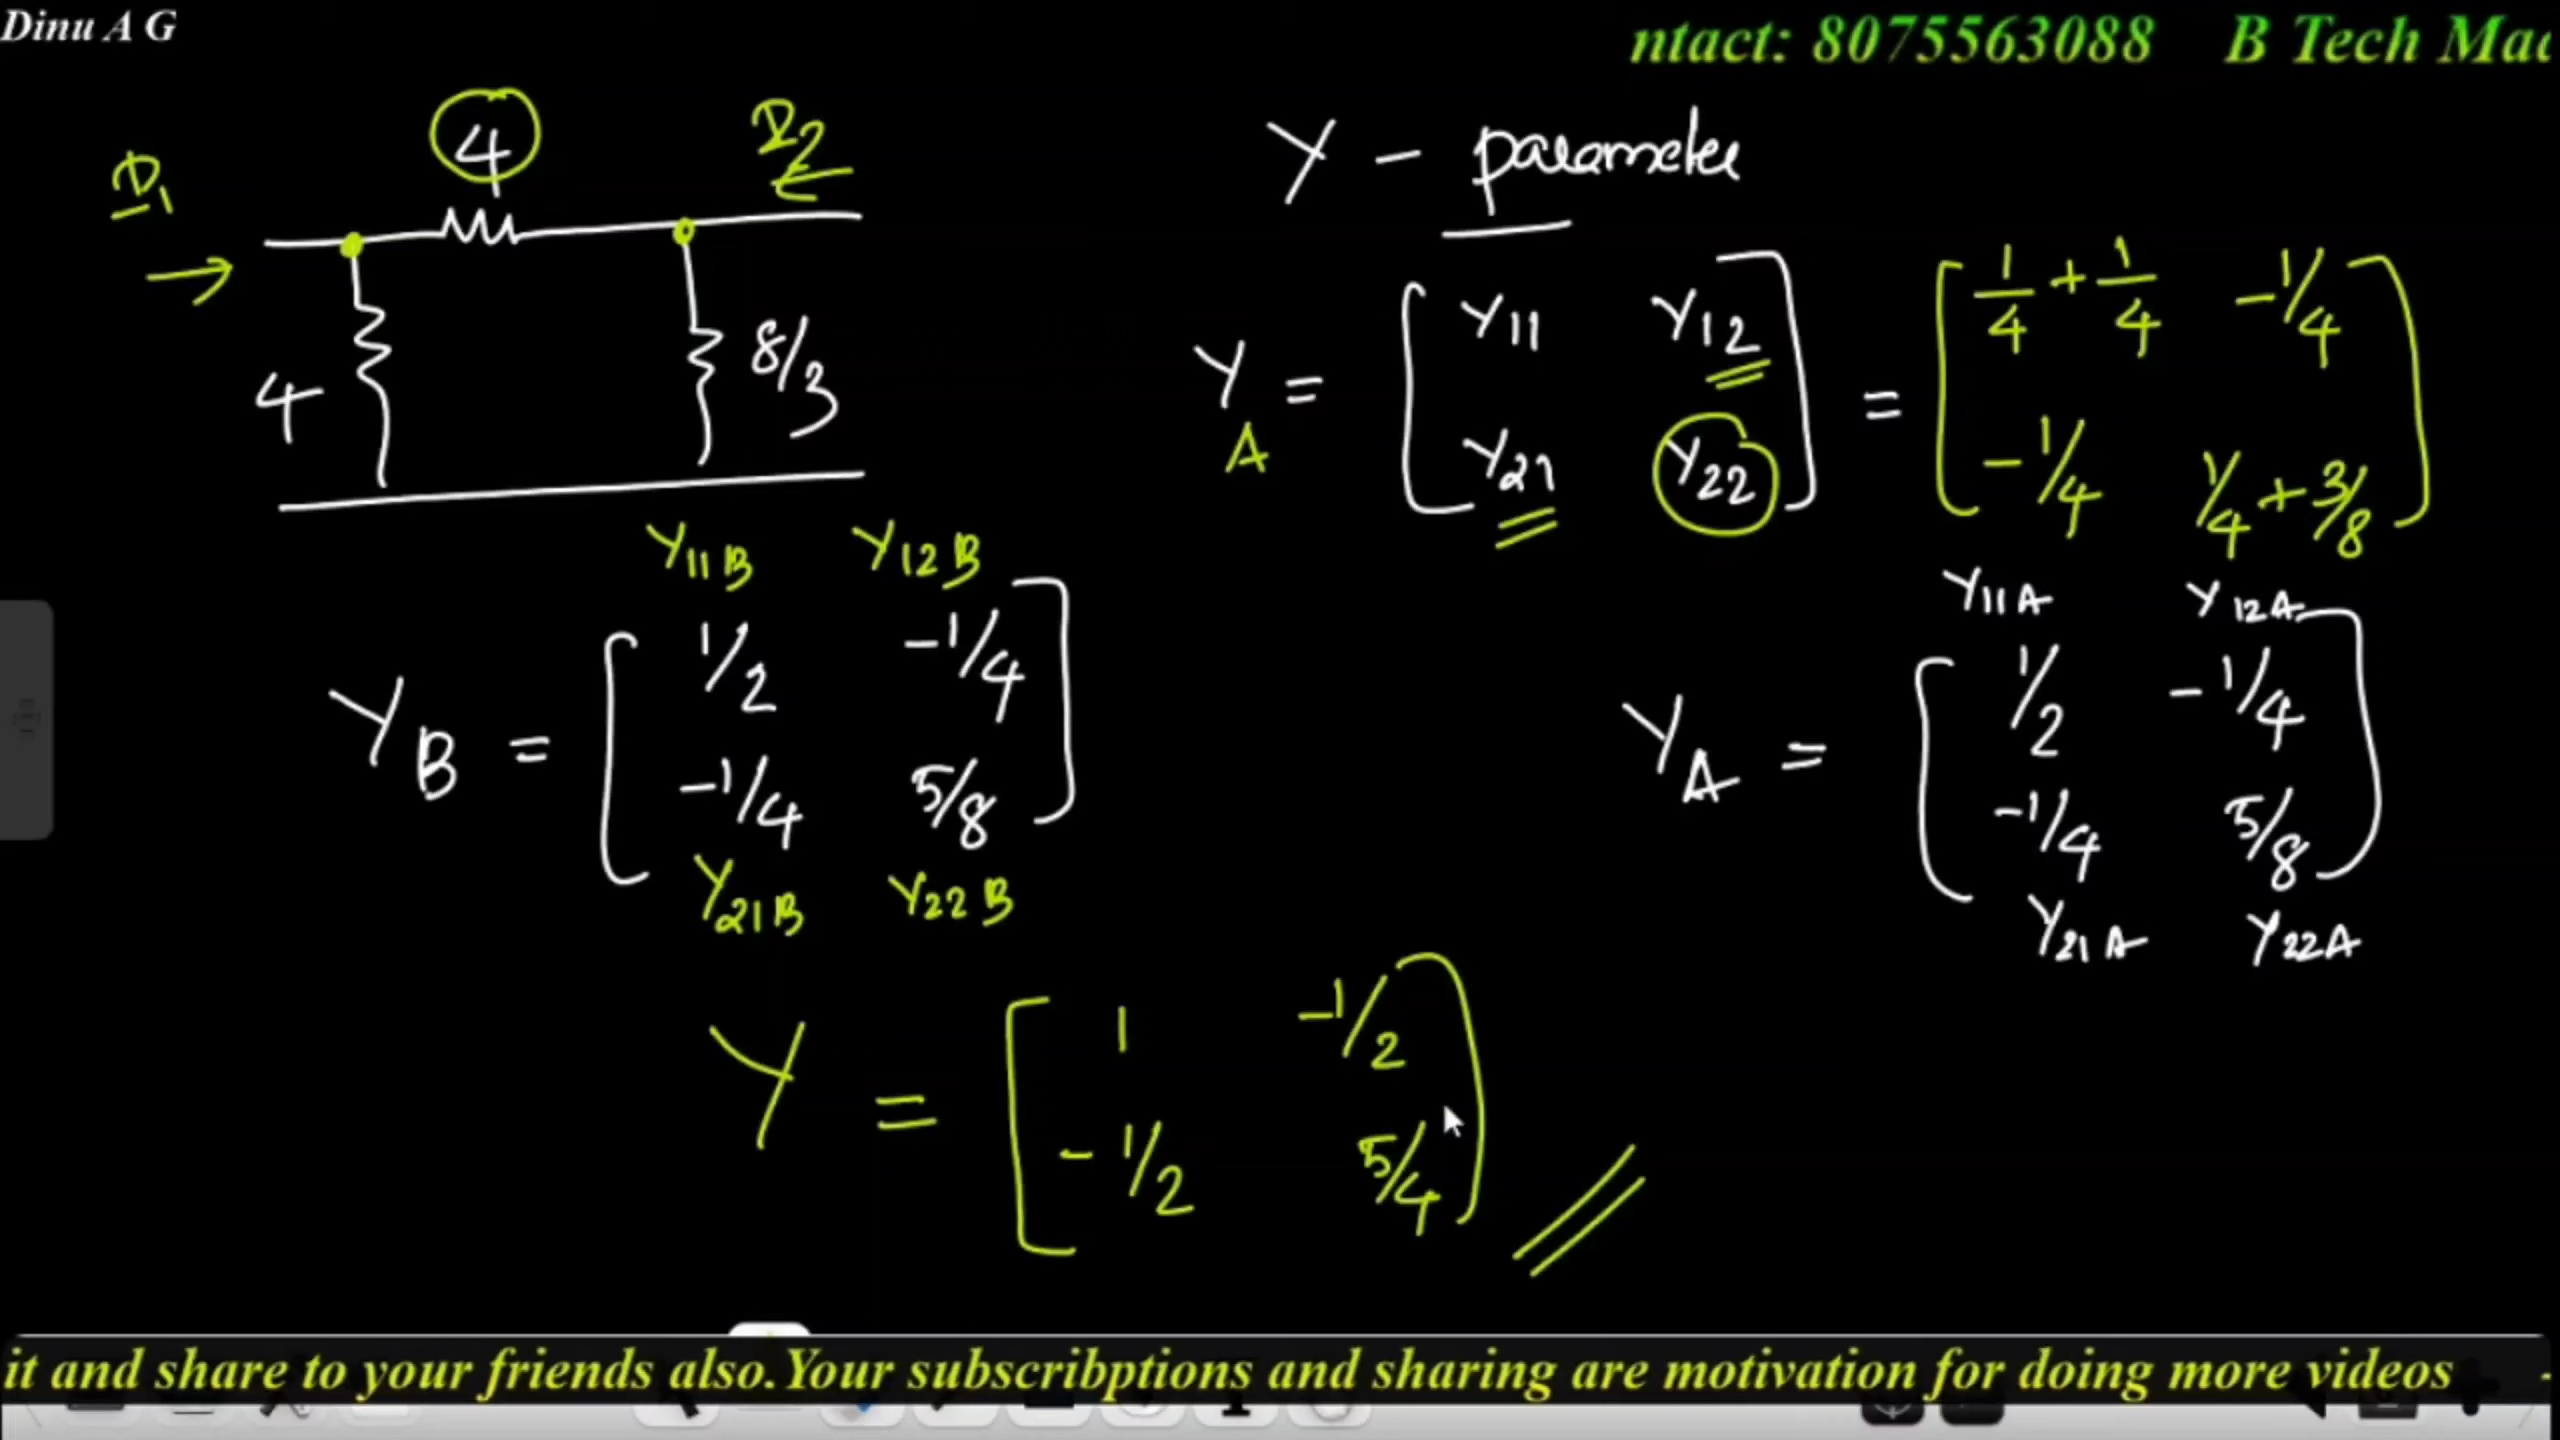 Dinu A G
ntact: 8075563088 B Tech Mac
4
I1
I2
4
8/3
Y - parameter
Y A = [ Y11 Y12 Y21 Y22 ] = [ 1/4 + 1/4 -1/4 -1/4 1/4 + 3/8 ]
Y11B Y12B
YB = [ 1/2 -1/4 -1/4 5/8 ]
Y21B Y22B
Y11A Y12A
YA = [ 1/2 -1/4 -1/4 5/8 ]
Y21A Y22A
Y = [ 1 -1/2 -1/2 5/4 ]
it and share to your friends also.Your subscribptions and sharing are motivation for doing more videos -